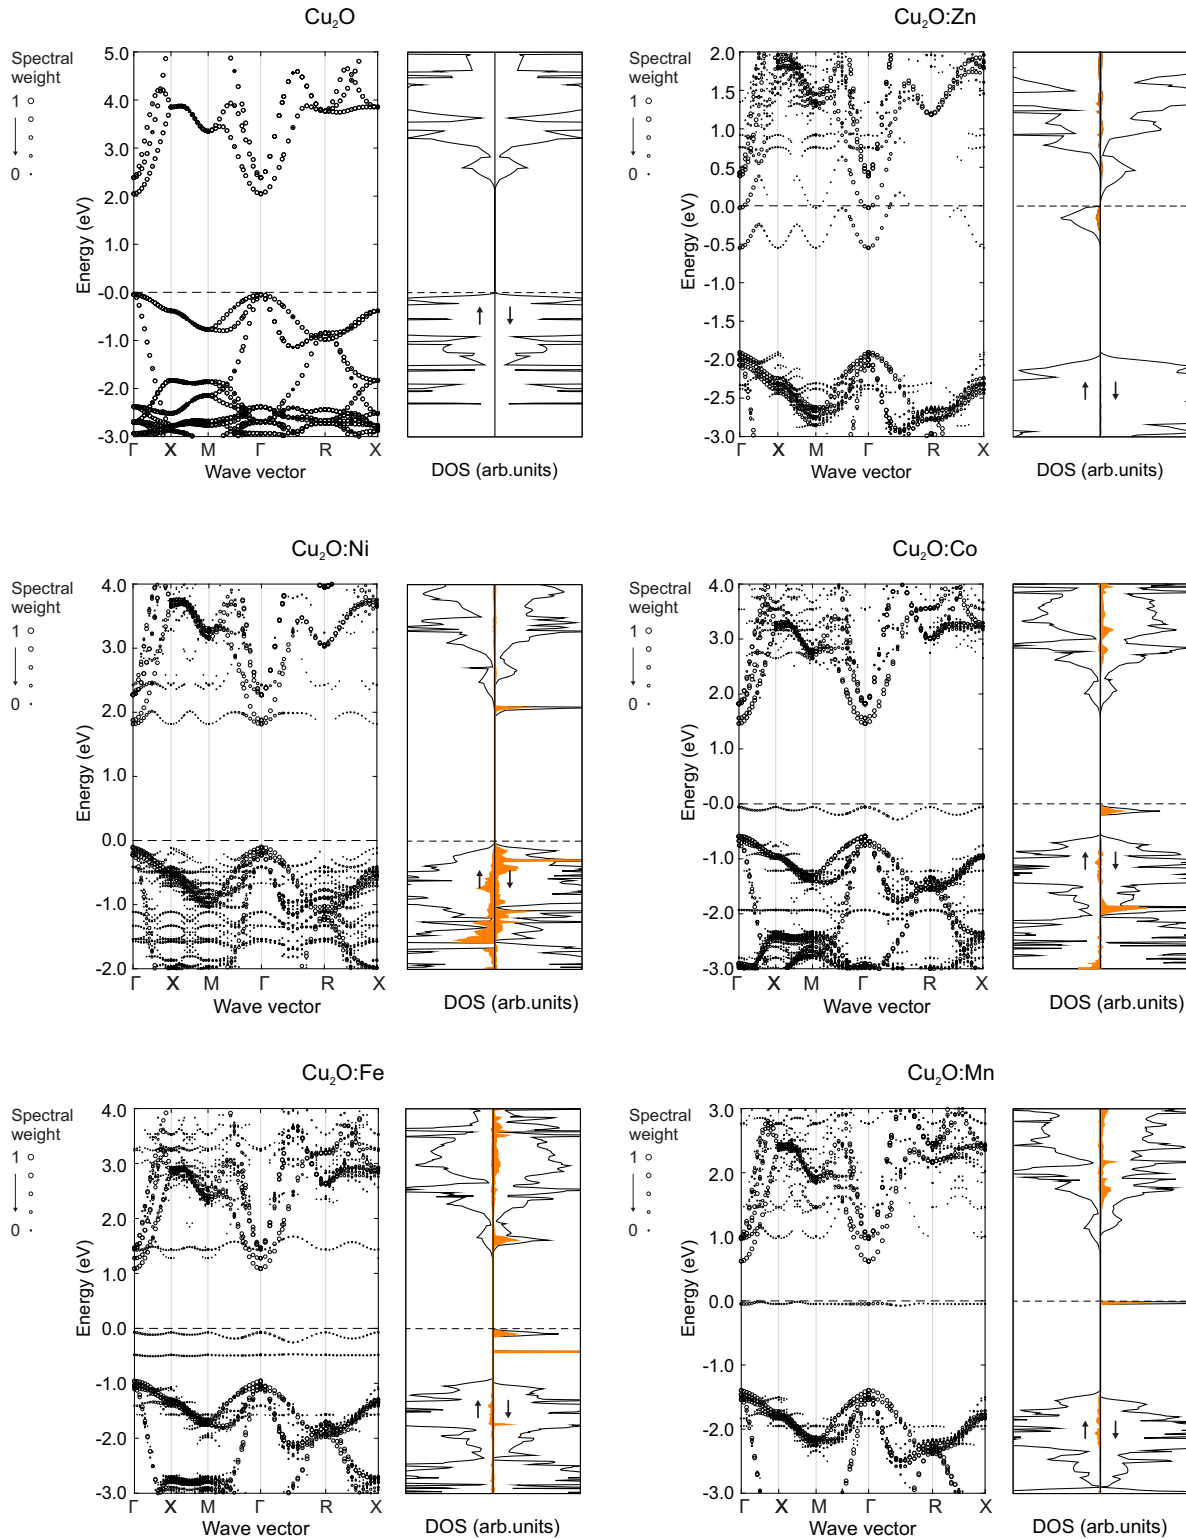 Cu₂O
Spectral
weight
1
0
Energy (eV)
5.0
4.0
3.0
2.0
1.0
-0.0
-1.0
-2.0
-3.0
Γ X M Γ R X
Wave vector
DOS (arb.units)
Cu₂O:Zn
Spectral
weight
1
0
Energy (eV)
2.0
1.5
1.0
0.5
0.0
-0.5
-1.0
-1.5
-2.0
-2.5
-3.0
Γ X M Γ R X
Wave vector
DOS (arb.units)
Cu₂O:Ni
Spectral
weight
1
0
Energy (eV)
4.0
3.0
2.0
1.0
0.0
-1.0
-2.0
Γ X M Γ R X
Wave vector
DOS (arb.units)
Cu₂O:Co
Spectral
weight
1
0
Energy (eV)
4.0
3.0
2.0
1.0
-0.0
-1.0
-2.0
-3.0
Γ X M Γ R X
Wave vector
DOS (arb.units)
Cu₂O:Fe
Spectral
weight
1
0
Energy (eV)
4.0
3.0
2.0
1.0
0.0
-1.0
-2.0
-3.0
Γ X M Γ R X
Wave vector
DOS (arb.units)
Cu₂O:Mn
Spectral
weight
1
0
Energy (eV)
3.0
2.0
1.0
0.0
-1.0
-2.0
-3.0
Γ X M Γ R X
Wave vector
DOS (arb.units)